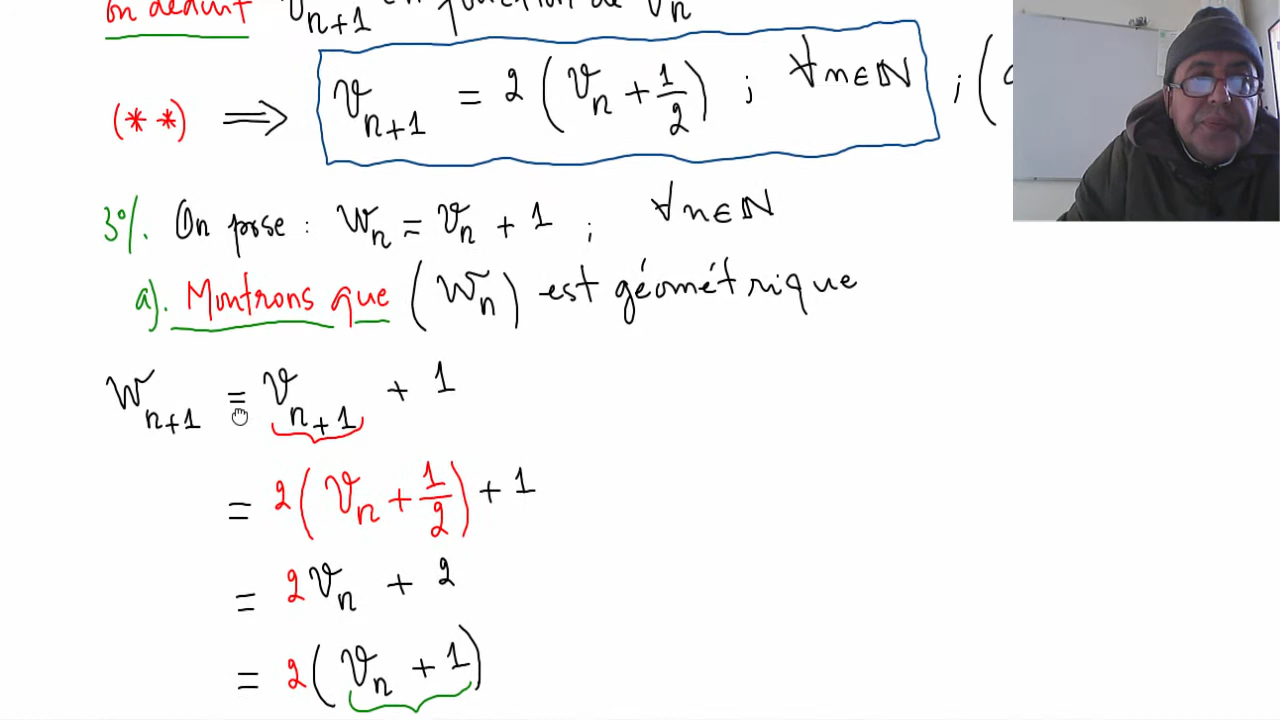 on déduit V_{n+1} en fonction de V_n
(**) ⟹ V_{n+1} = 2 (V_n + 1/2) ; ∀n∈ℕ ; (
3°/. On pose : W_n = V_n + 1 ; ∀n∈ℕ
a). Montrons que (W_n) est géométrique
W_{n+1} = V_{n+1} + 1
= 2 (V_n + 1/2) + 1
= 2V_n + 2
= 2 (V_n + 1)